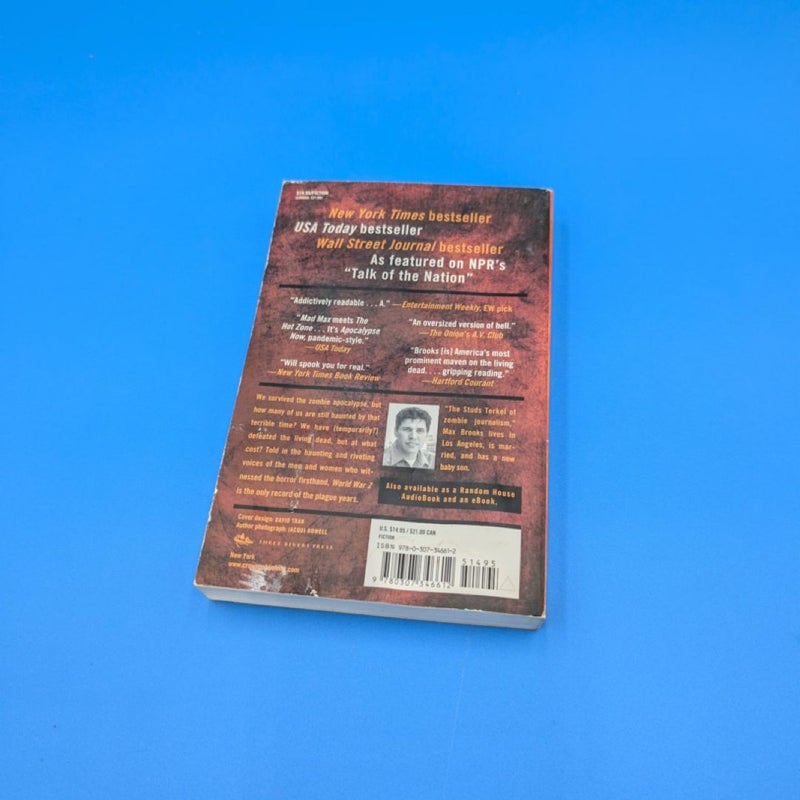 New York Times bestseller
USA Today bestseller
Wall Street Journal bestseller
As featured on NPR's
"Talk of the Nation"
"Addictively readable . . . A." —Entertainment Weekly, EW pick
"Mad Max meets The
Hot Zone . . . It's Apocalypse
Now, pandemic-style."
—USA Today
"Will spook you for real."
—New York Times Book Review
"An oversized version of hell."
—The Onion's A.V. Club
"Brooks [is] America's most
prominent maven on the living
dead. . . . gripping reading."
—Hartford Courant
We survived the zombie apocalypse, but
how many of us are still haunted by that
terrible time? We have (temporarily?)
defeated the living dead, but at what
cost? Told in the haunting and riveting
voices of the men and women who wit-
nessed the horror firsthand, World War Z
is the only record of the plague years.
"The Studs Terkel of
zombie journalism,"
Max Brooks lives in
Los Angeles, is mar-
ried, and has a new
baby son.
Also available as a Random House
AudioBook and an eBook.
Cover design: DAVID TRAN
Author photograph: JACQUI HOWELL
THREE RIVERS PRESS
New York
U.S. $14.95 / $21.00 CAN
FICTION
ISBN 978-0-307-34661-2
51495
9 780307 346612